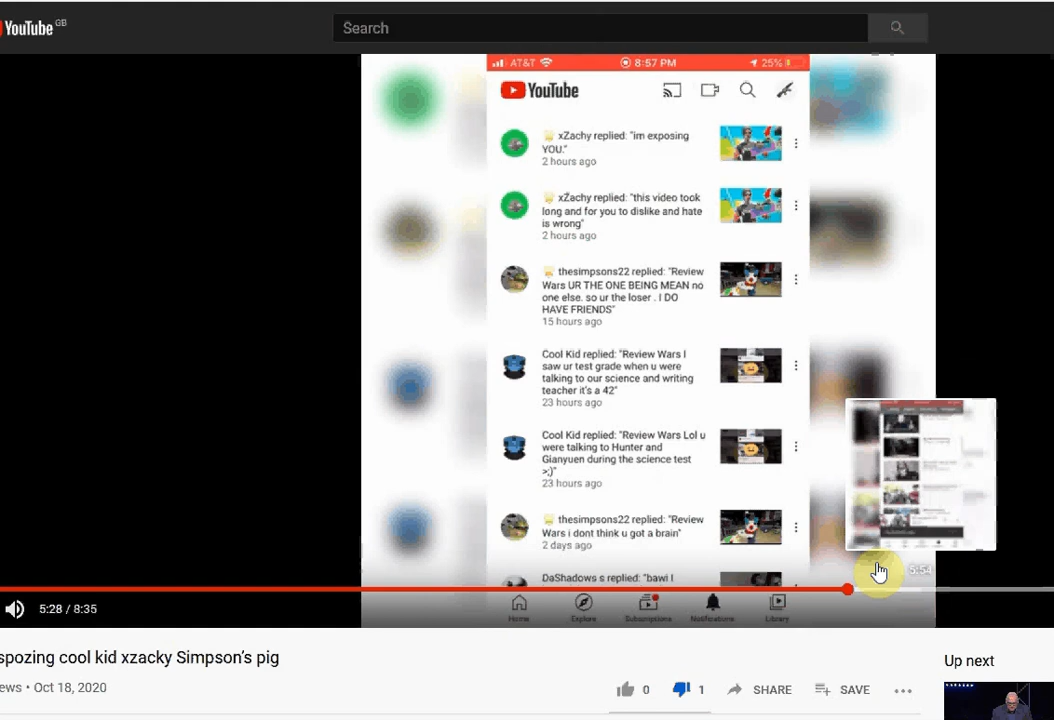 YouTube GB
Search
AT&T
8:57 PM
25%
YouTube
xZachy replied: "im exposing
YOU."
2 hours ago
xZachy replied: "this video took
long and for you to dislike and hate
is wrong"
2 hours ago
thesimpsons22 replied: "Review
Wars UR THE ONE BEING MEAN no
one else. so ur the loser . I DO
HAVE FRIENDS"
15 hours ago
Cool Kid replied: "Review Wars I
saw ur test grade when u were
talking to our science and writing
teacher it's a 42"
23 hours ago
Cool Kid replied: "Review Wars Lol u
were talking to Hunter and
Gianyuen during the science test
>;)"
23 hours ago
thesimpsons22 replied: "Review
Wars i dont think u got a brain"
2 days ago
DaShadows s replied: "bawi I
Home
Explore
Subscriptions
Notifications
Library
5:54
5:28 / 8:35
spozing cool kid xzacky Simpson's pig
ews • Oct 18, 2020
0
1
SHARE
SAVE
Up next